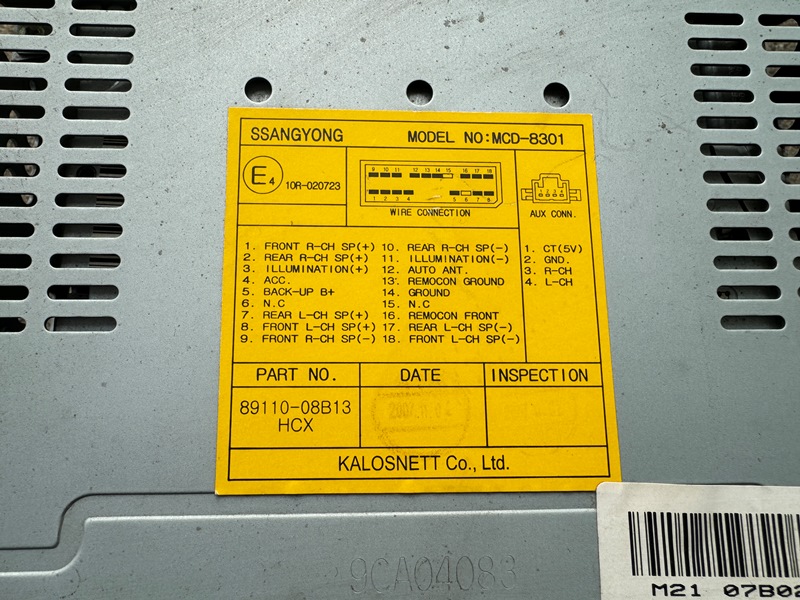 SSANGYONG MODEL NO:MCD-8301
E4 10R-020723
9 10 11 12 13 14 15 16 17 18
1 2 3 4 5 6 7 8
1 2 3 4
WIRE CONNECTION
AUX CONN.
1. FRONT R-CH SP(+) 10. REAR R-CH SP(-)
2. REAR R-CH SP(+) 11. ILLUMINATION(-)
3. ILLUMINATION(+) 12. AUTO ANT.
4. ACC. 13. REMOCON GROUND
5. BACK-UP B+ 14. GROUND
6. N.C 15. N.C
7. REAR L-CH SP(+) 16. REMOCON FRONT
8. FRONT L-CH SP(+) 17. REAR L-CH SP(-)
9. FRONT R-CH SP(-) 18. FRONT L-CH SP(-)
1. CT(5V)
2. GND.
3. R-CH
4. L-CH
PART NO. DATE INSPECTION
89110-08B13
HCX
KALOSNETT Co., Ltd.
9CA04083
M21 07B02